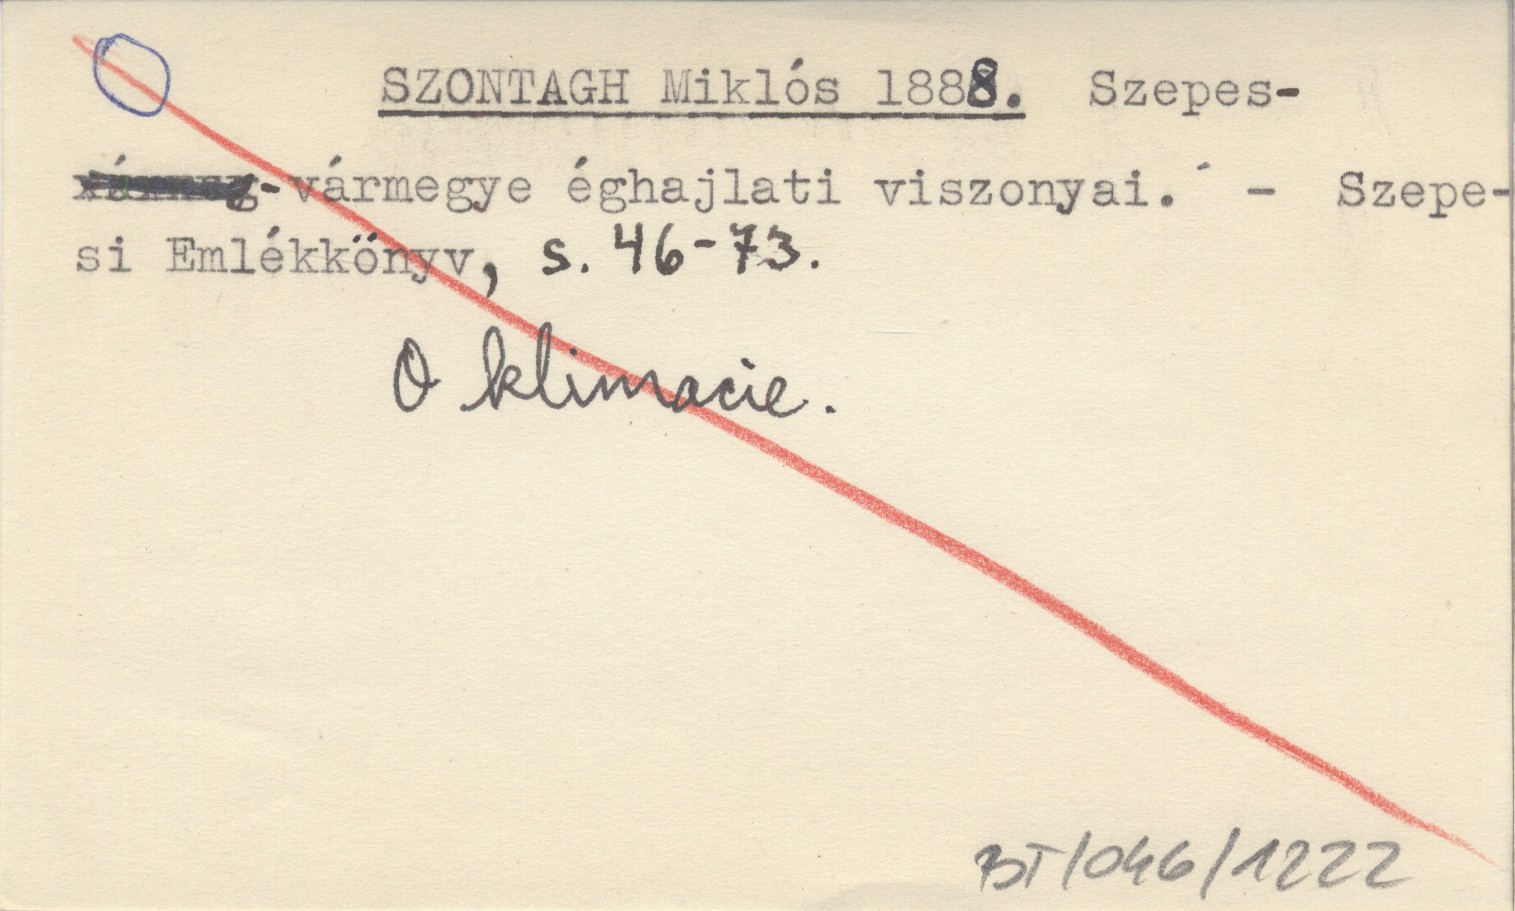 SZONTAGH Miklós 1888. Szepes-
-vármegye éghajlati viszonyai. - Szepe-
si Emlékkönyv, s. 46-73.
O klimacie.
BT/046/1222